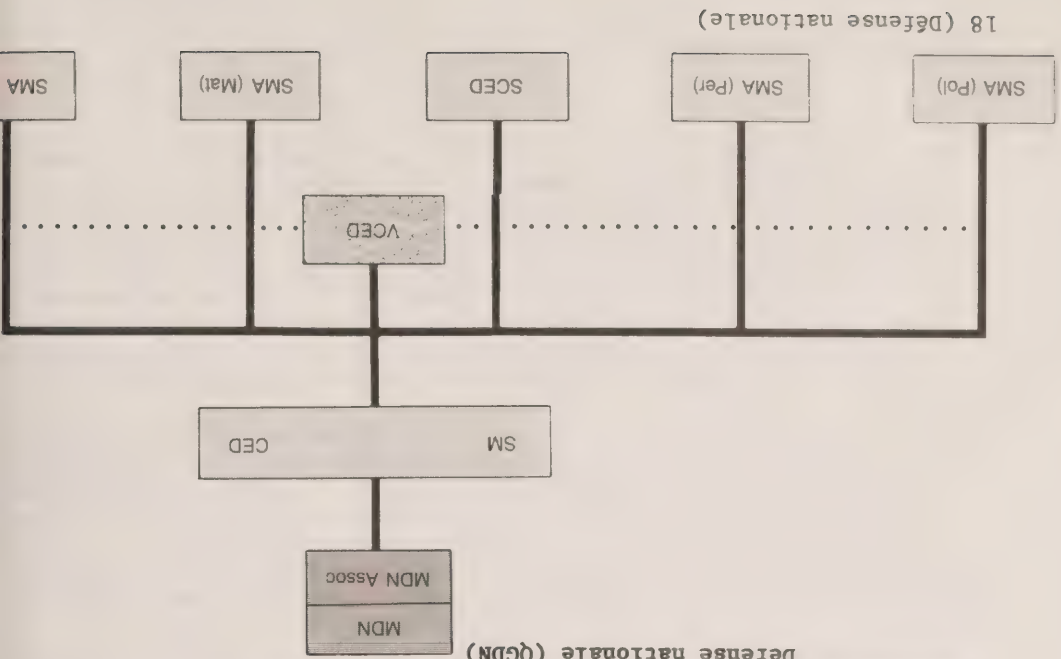 Défense nationale (QGDN)
MDN
MDN Assoc
SM CED
VCED
SMA SMA (Mat) SCED SMA (Per) SMA (Pol)
18 (Défense nationale)